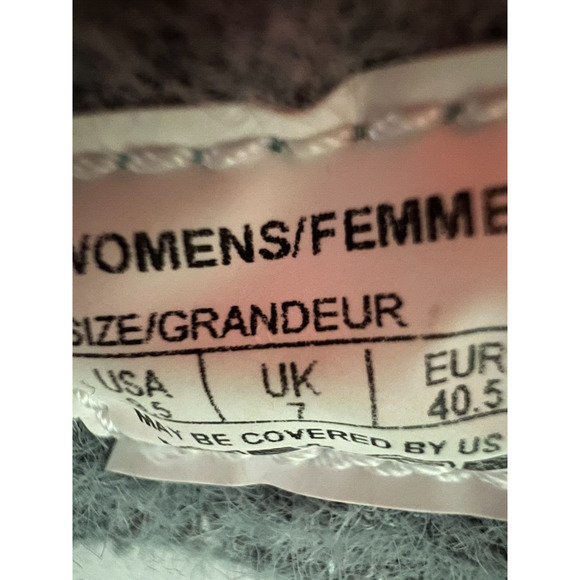 WOMENS/FEMME
SIZE/GRANDEUR
USA UK EUR
7 40.5
MAY BE COVERED BY US